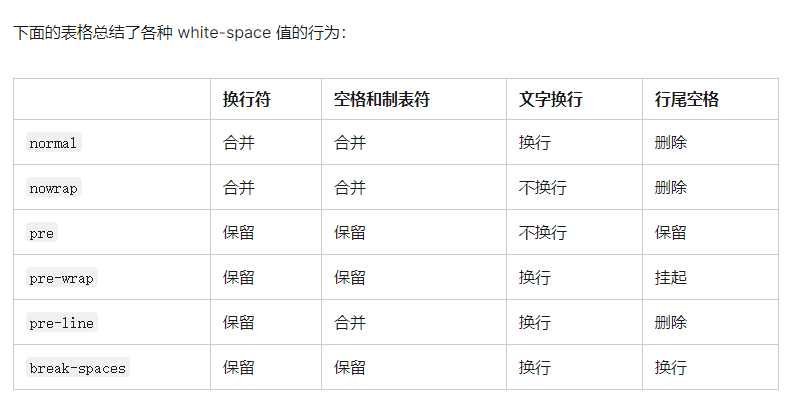 下面的表格总结了各种 white-space 值的行为：
换行符 空格和制表符 文字换行 行尾空格
normal 合并 合并 换行 删除
nowrap 合并 合并 不换行 删除
pre 保留 保留 不换行 保留
pre-wrap 保留 保留 换行 挂起
pre-line 保留 合并 换行 删除
break-spaces 保留 保留 换行 换行